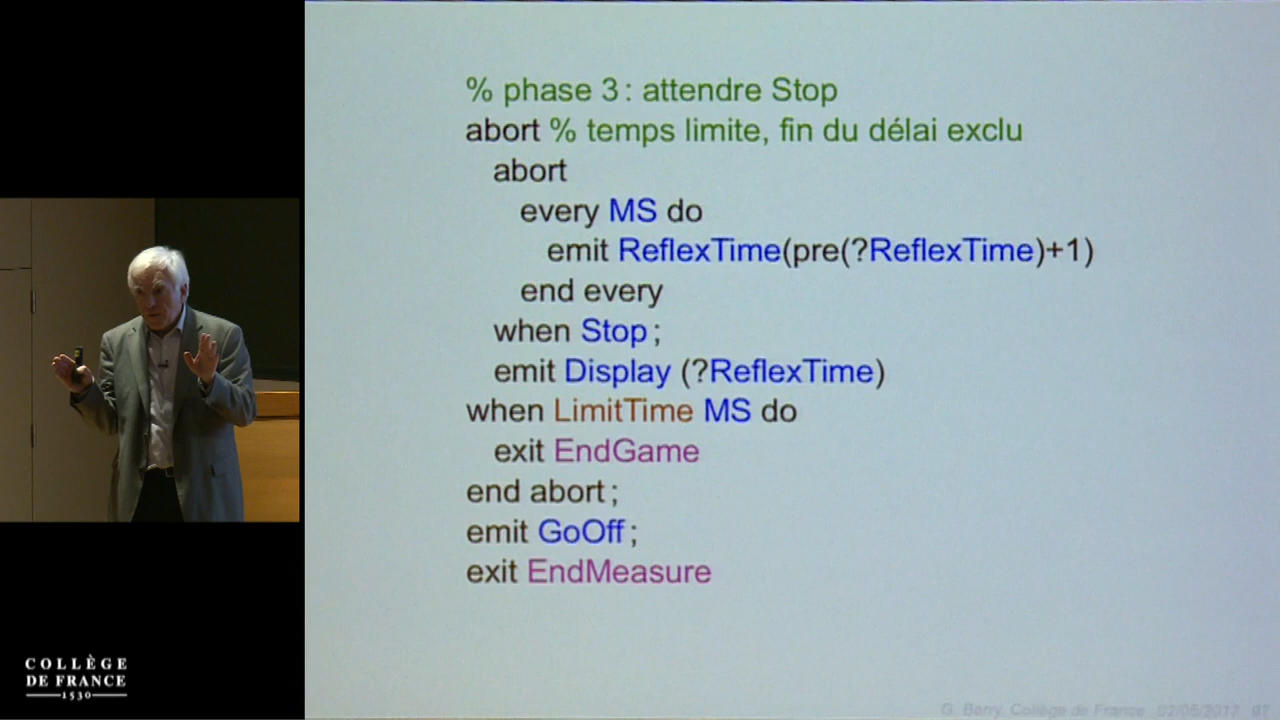 % phase 3 : attendre Stop
abort % temps limite, fin du délai exclu
abort
every MS do
emit ReflexTime(pre(?ReflexTime)+1)
end every
when Stop ;
emit Display (?ReflexTime)
when LimitTime MS do
exit EndGame
end abort ;
emit GoOff ;
exit EndMeasure
COLLÈGE
DE FRANCE
1530
G. Berry, Collège de France 02/05/2017